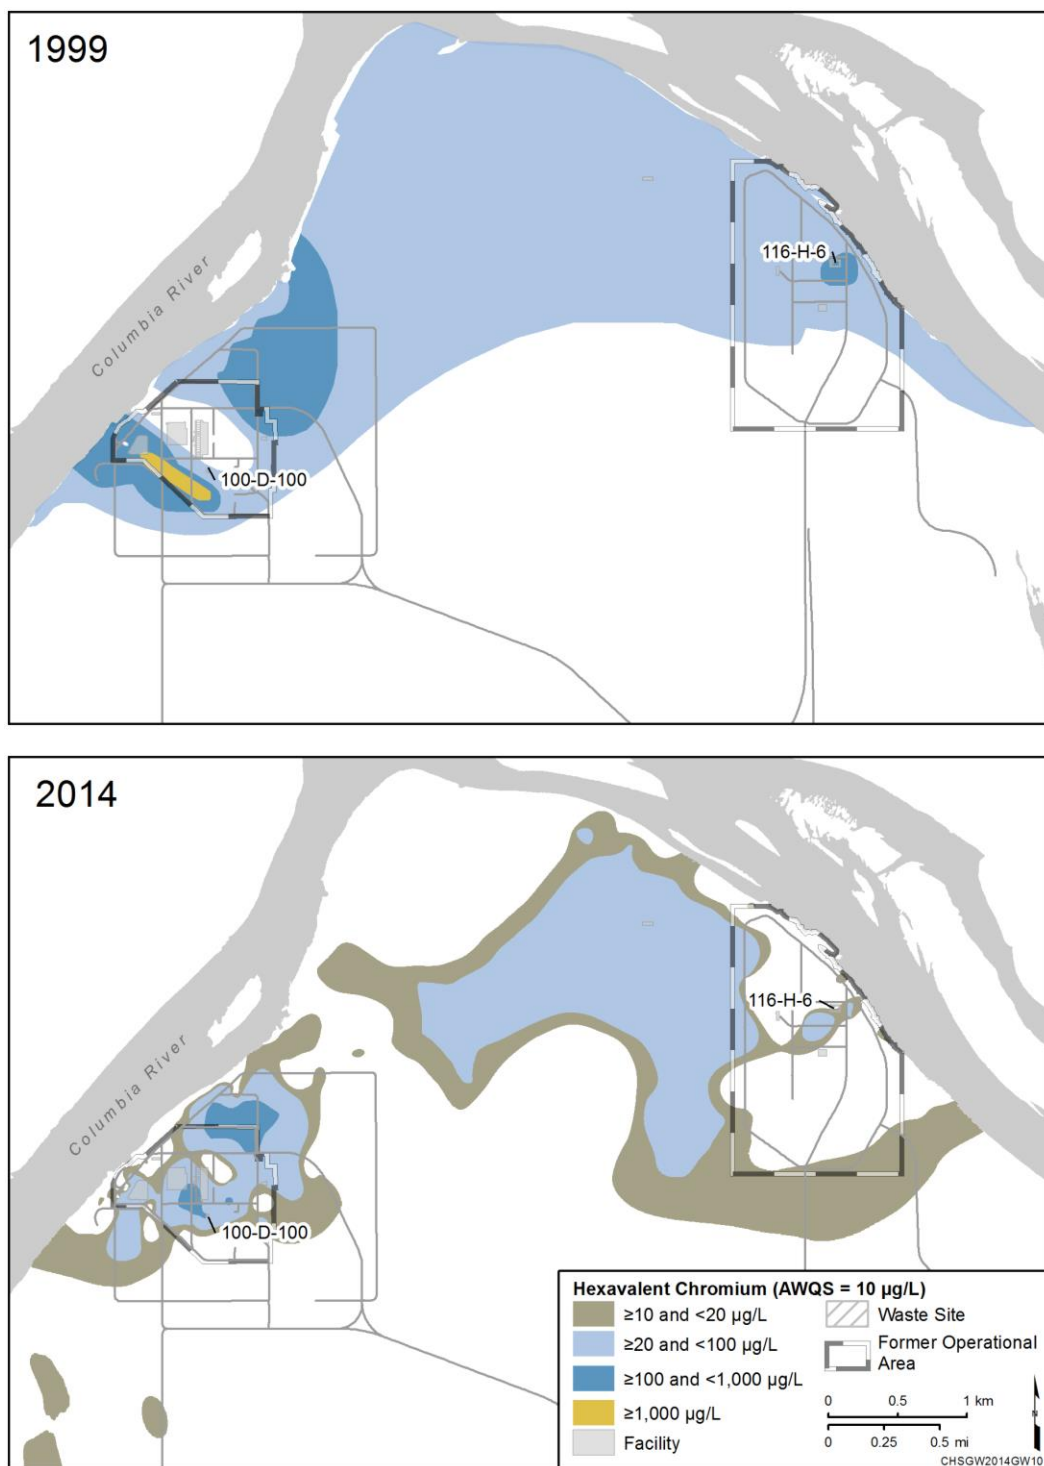 1999
Columbia River
116-H-6
100-D-100
2014
Columbia River
116-H-6
100-D-100
Hexavalent Chromium (AWQS = 10 µg/L)
≥10 and <20 µg/L
≥20 and <100 µg/L
≥100 and <1,000 µg/L
≥1,000 µg/L
Facility
Waste Site
Former Operational
Area
0 0.5 1 km
0 0.25 0.5 mi
N
CHSGW2014GW10